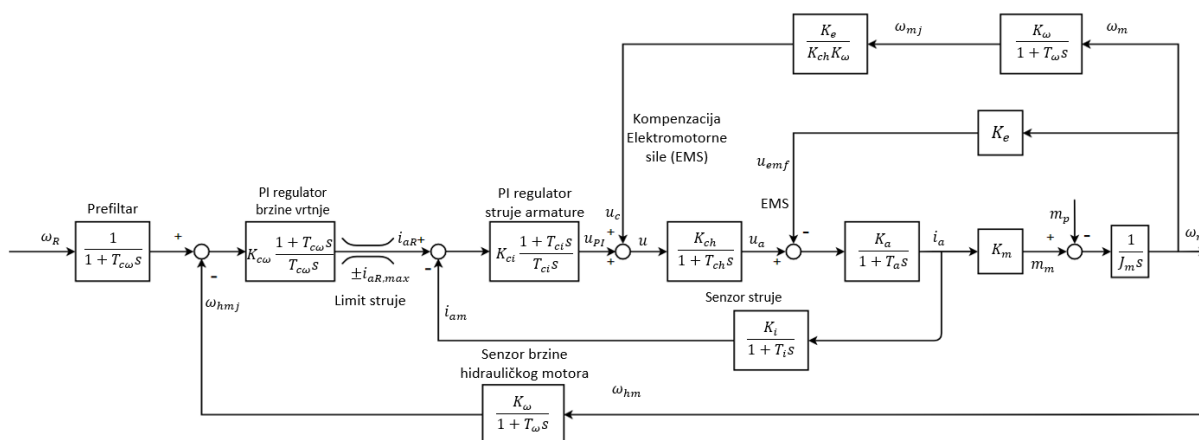 K_e
K_ch K_ω
ω_mj
K_ω
1 + T_ω s
ω_m
Kompenzacija
Elektromotorne
sile (EMS)
K_e
u_emf
EMS
PI regulator
brzine vrtnje
PI regulator
struje armature
Prefiltar
ω_R
1
1 + T_cω s
+
-
K_cω
1 + T_cω s
T_cω s
i_aR
+
-
±i_aR,max
Limit struje
K_ci
1 + T_ci s
T_ci s
u_PI
u_c
+
+
u
K_ch
1 + T_ch s
u_a
+
-
K_a
1 + T_a s
i_a
K_m
m_p
+
-
m_m
1
J_m s
ω_hmj
i_am
Senzor struje
K_i
1 + T_i s
Senzor brzine
hidrauličkog motora
K_ω
1 + T_ω s
ω_hm